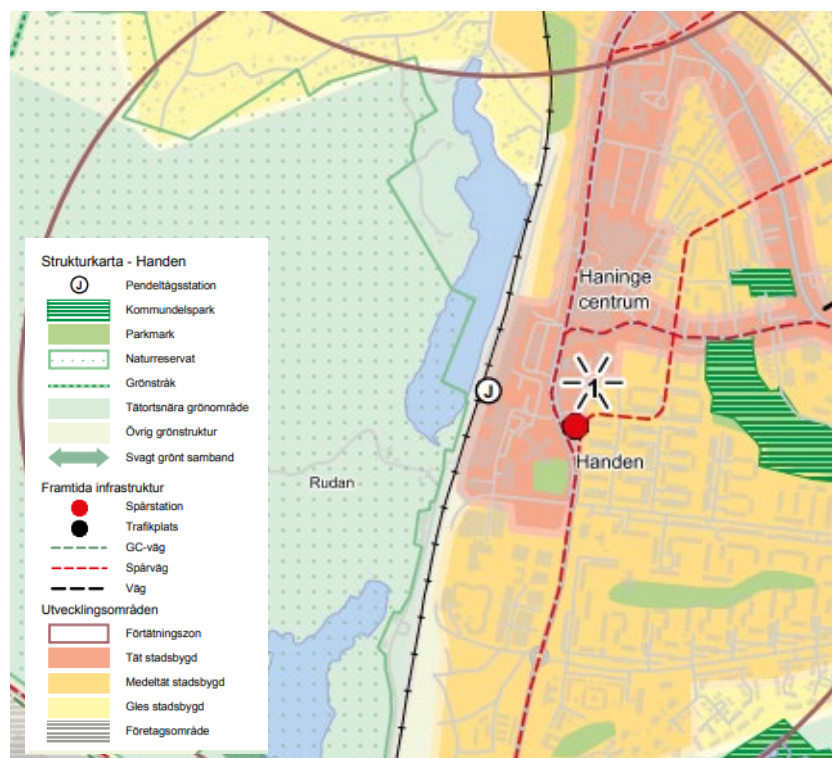 Haninge
centrum
J
1
Handen
Rudan
Strukturkarta - Handen
J Pendeltågsstation
Kommundelspark
Parkmark
Naturreservat
Grönstråk
Tätortsnära grönområde
Övrig grönstruktur
Svagt grönt samband
Framtida infrastruktur
Spårstation
Trafikplats
GC-väg
Spårväg
Väg
Utvecklingsområden
Förtätningszon
Tät stadsbygd
Medeltät stadsbygd
Gles stadsbygd
Företagsområde